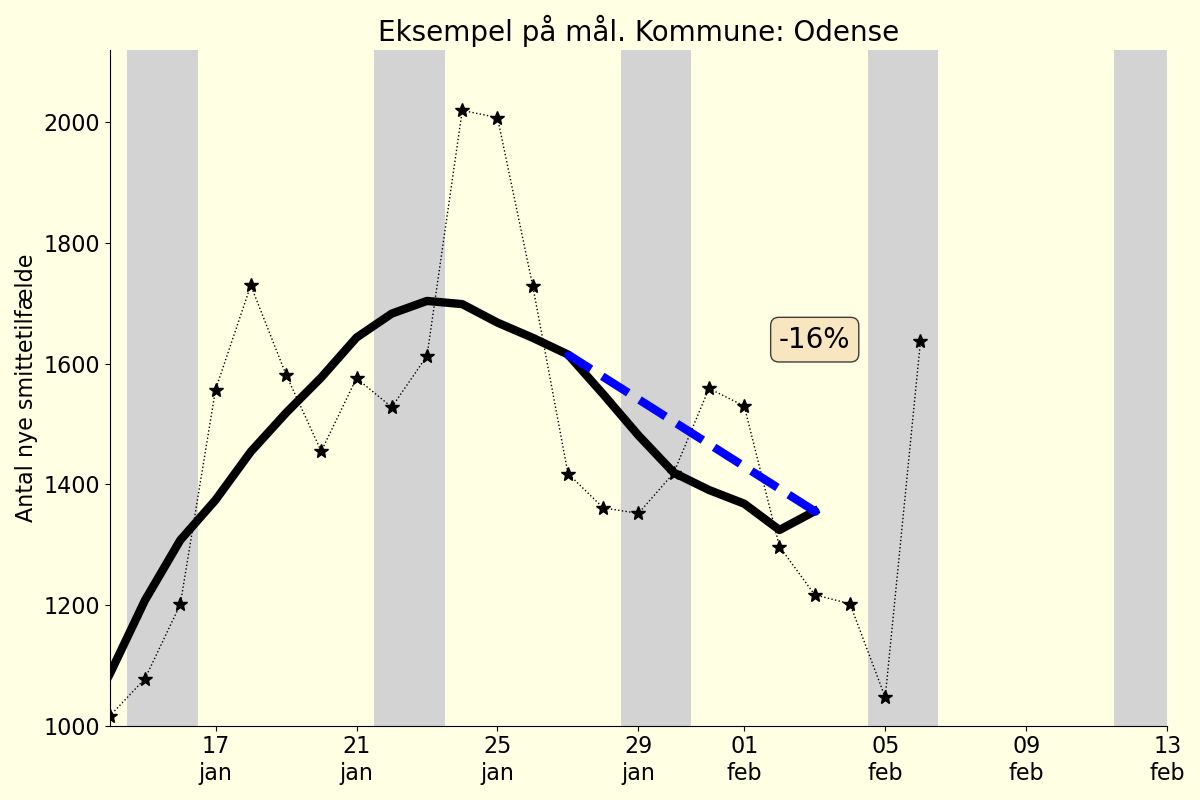 Eksempel på mål. Kommune: Odense
Antal nye smittetilfælde
2000
1800
1600
1400
1200
1000
-16%
17 21 25 29 01 05 09 13
jan jan jan jan feb feb feb feb